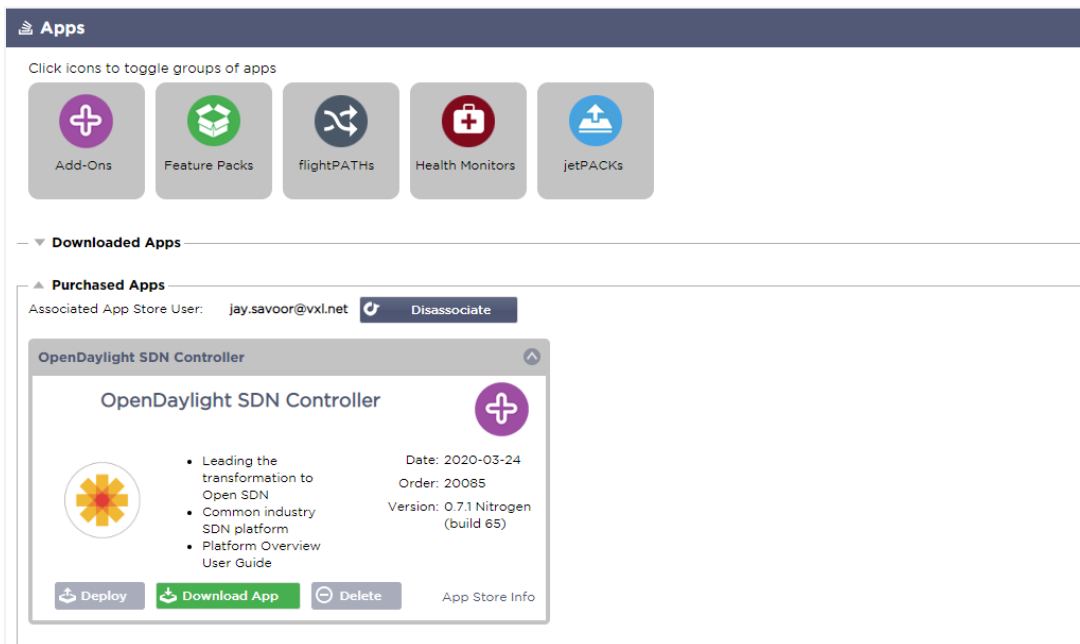 Apps
Click icons to toggle groups of apps
Add-Ons
Feature Packs
flightPATHs
Health Monitors
jetPACKs
Downloaded Apps
Purchased Apps
Associated App Store User: jay.savoor@vxl.net Disassociate
OpenDaylight SDN Controller
OpenDaylight SDN Controller
Leading the
transformation to
Open SDN
Common industry
SDN platform
Platform Overview
User Guide
Date: 2020-03-24
Order: 20085
Version: 0.7.1 Nitrogen
(build 65)
Deploy
Download App
Delete
App Store Info